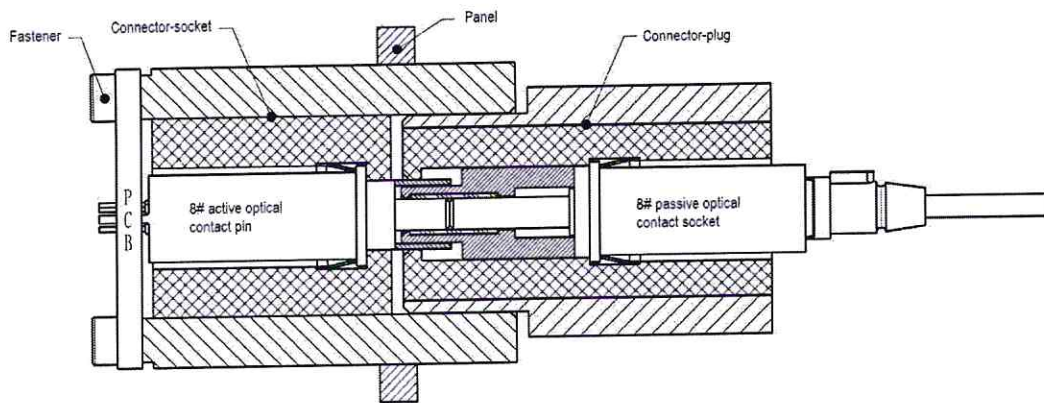 Panel
Connector-socket
Fastener
Connector-plug
P
C
B
8# active optical
contact pin
8# passive optical
contact socket